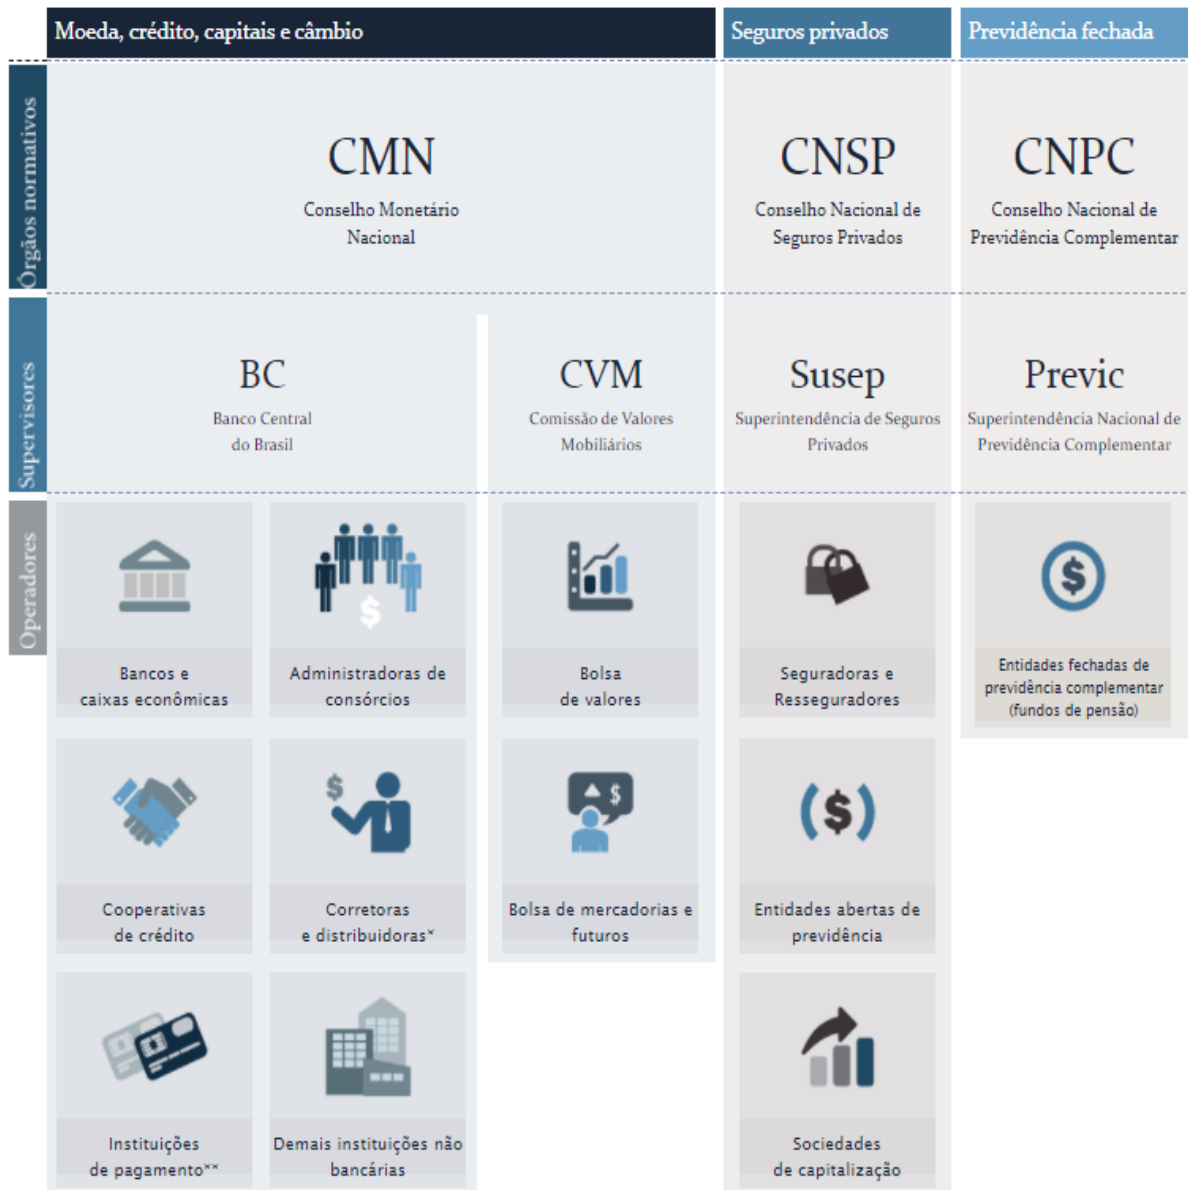 Moeda, crédito, capitais e câmbio
Seguros privados
Previdência fechada
Órgãos normativos
CMN
Conselho Monetário
Nacional
CNSP
Conselho Nacional de
Seguros Privados
CNPC
Conselho Nacional de
Previdência Complementar
Supervisores
BC
Banco Central
do Brasil
CVM
Comissão de Valores
Mobiliários
Susep
Superintendência de Seguros
Privados
Previc
Superintendência Nacional de
Previdência Complementar
Operadores
$
$
Bancos e
caixas econômicas
Administradoras de
consórcios
Bolsa
de valores
Seguradoras e
Resseguradores
Entidades fechadas de
previdência complementar
(fundos de pensão)
$
$
($)
Cooperativas
de crédito
Corretoras
e distribuidoras*
Bolsa de mercadorias e
futuros
Entidades abertas de
previdência
Instituições
de pagamento**
Demais instituições não
bancárias
Sociedades
de capitalização